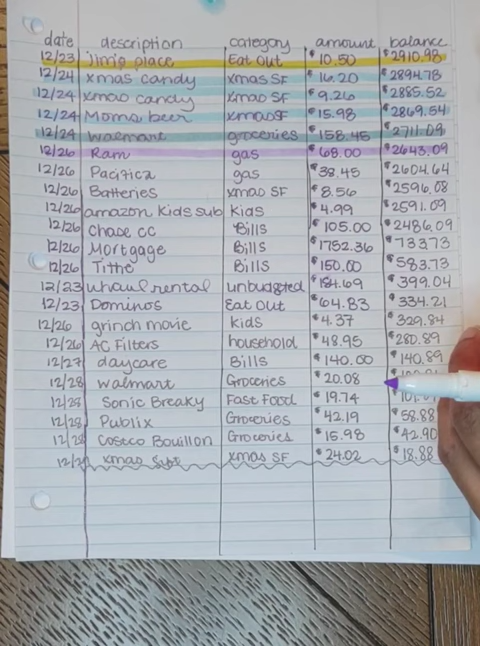 date description category amount balance
12/23 Jim's place Eat Out $10.50 $2910.98
12/24 xmas candy xmas SF $16.20 $2894.78
12/24 xmas candy xmas SF $9.26 $2885.52
12/24 Moms beer xmas SF $15.98 $2869.54
12/24 Walmart groceries $158.45 $2711.09
12/26 Ram gas $68.00 $2643.09
12/26 Pacifica gas $38.45 $2604.64
12/26 Batteries xmas SF $8.56 $2596.08
12/26 amazon Kids sub Kids $4.99 $2591.09
12/26 Chase CC Bills $105.00 $2486.09
12/26 Mortgage Bills $1752.36 $733.73
12/26 Tithe Bills $150.00 $583.73
12/23 uhaul rental unbudgeted $184.69 $399.04
12/23 Dominos Eat Out $64.83 $334.21
12/26 grinch movie kids $4.37 $329.84
12/26 AC Filters household $48.95 $280.89
12/27 daycare Bills $140.00 $140.89
12/28 Walmart Groceries $20.08
12/28 Sonic Breaky Fast Food $19.74
12/28 Publix Groceries $42.19 $58.88
12/28 Costco Bouillon Groceries $15.98 $42.90
xmas xmas SF $24.02 $18.88